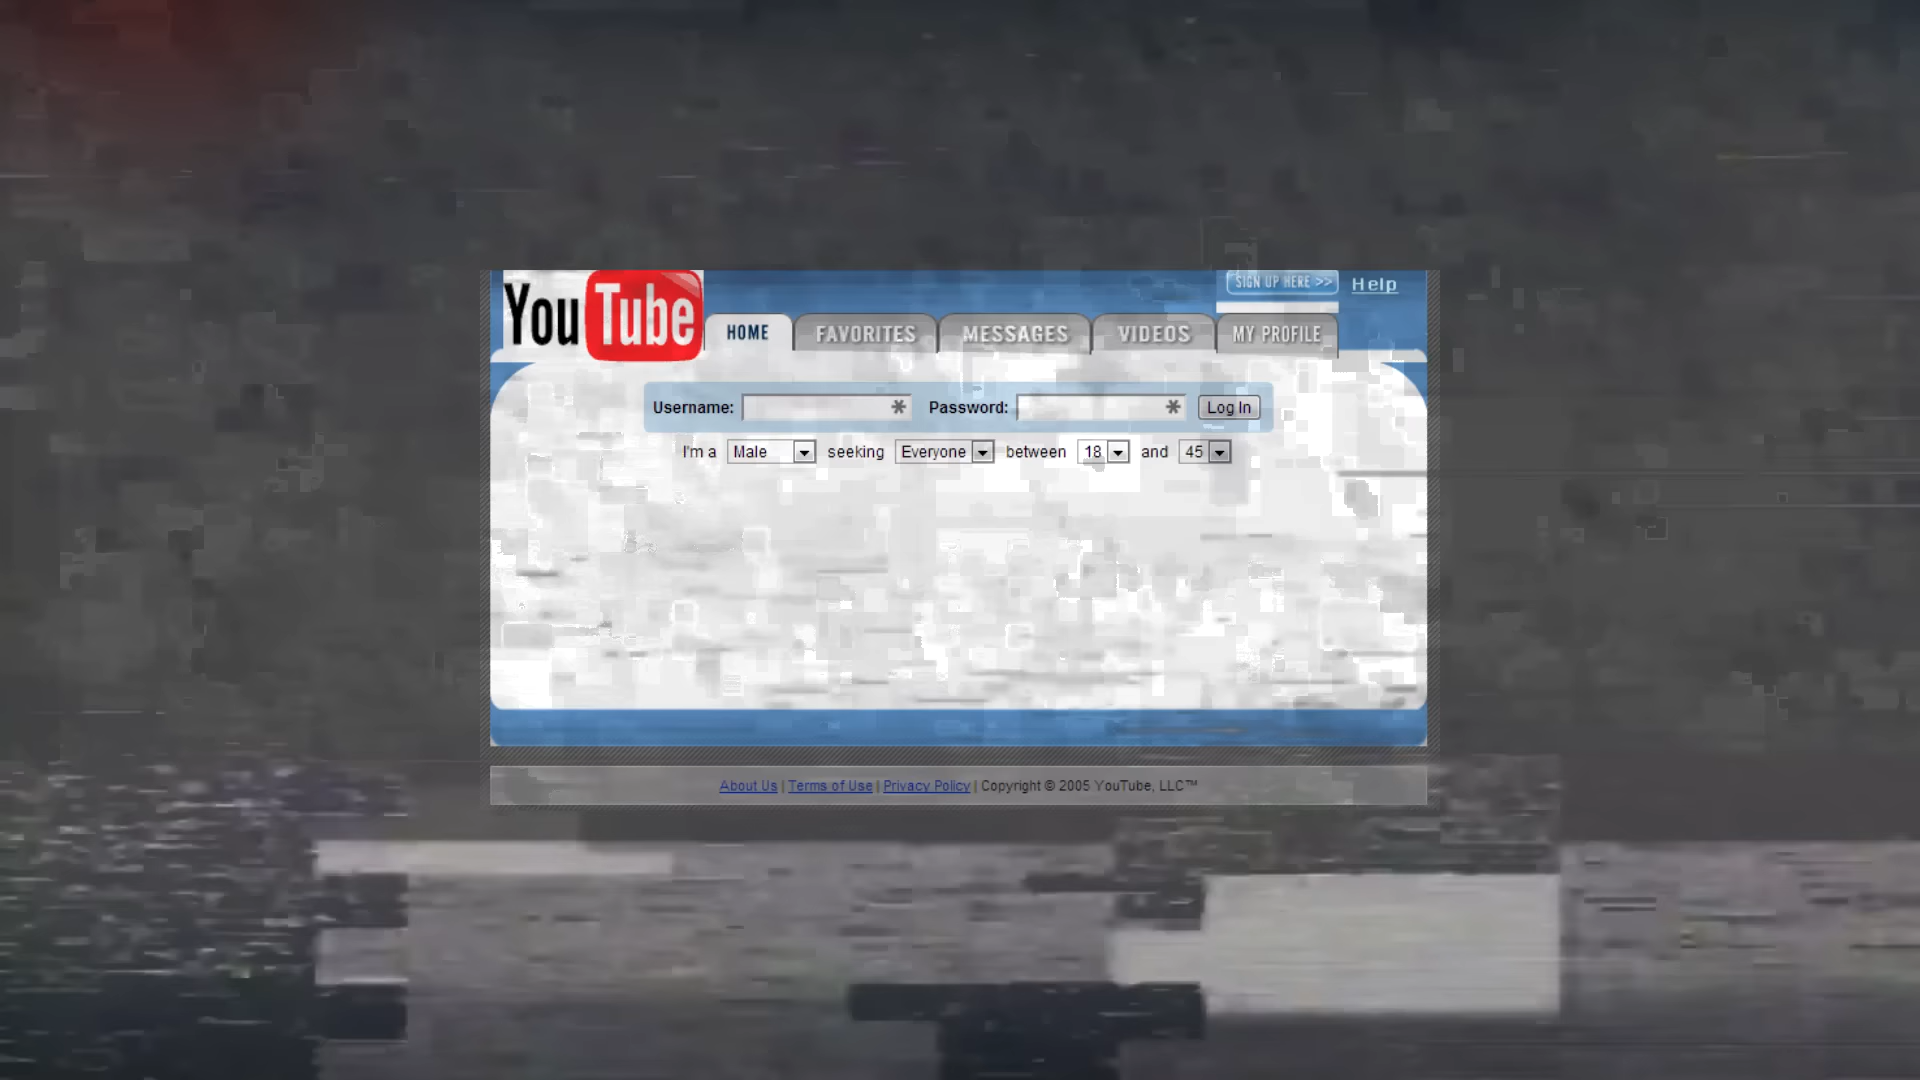 YouTube
SIGN UP HERE >> Help
HOME FAVORITES MESSAGES VIDEOS MY PROFILE
Username: * Password: * Log In
I'm a Male seeking Everyone between 18 and 45
About Us | Terms of Use | Privacy Policy | Copyright © 2005 YouTube, LLC™